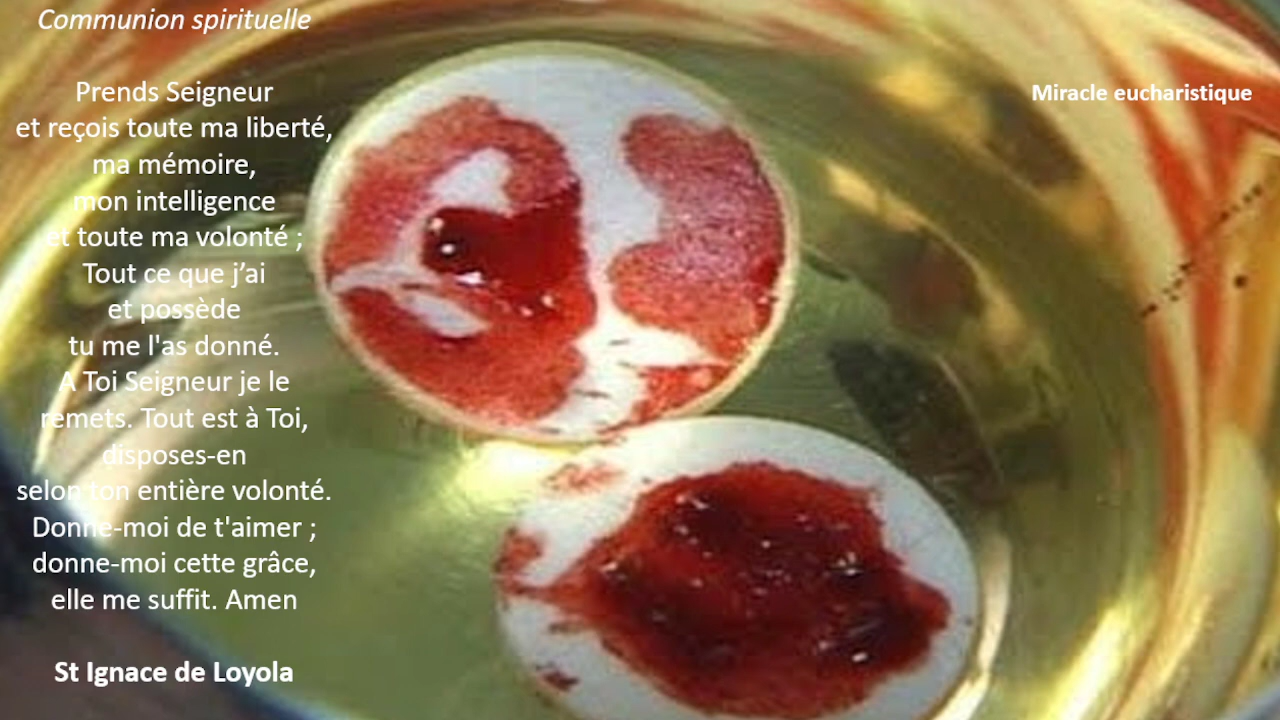 Communion spirituelle
Prends Seigneur
et reçois toute ma liberté,
ma mémoire,
mon intelligence
et toute ma volonté ;
Tout ce que j’ai
et possède
tu me l'as donné.
A Toi Seigneur je le
remets. Tout est à Toi,
disposes-en
selon ton entière volonté.
Donne-moi de t'aimer ;
donne-moi cette grâce,
elle me suffit. Amen
St Ignace de Loyola
Miracle eucharistique